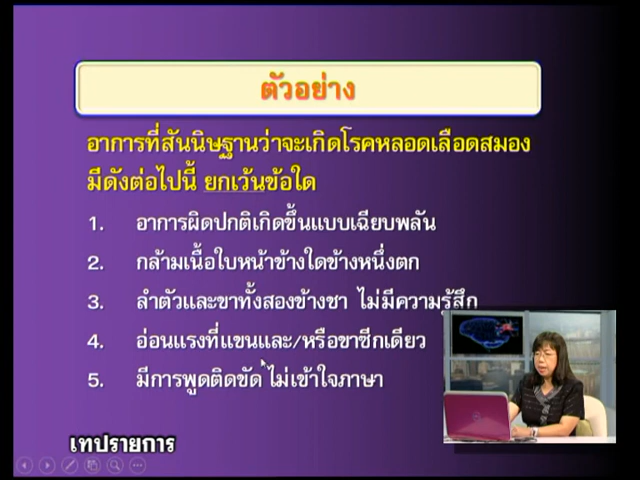 ตัวอย่าง
อาการที่สันนิษฐานว่าจะเกิดโรคหลอดเลือดสมอง
มีดังต่อไปนี้ ยกเว้นข้อใด
1. อาการผิดปกติเกิดขึ้นแบบเฉียบพลัน
2. กล้ามเนื้อใบหน้าข้างใดข้างหนึ่งตก
3. ลำตัวและขาทั้งสองข้างชา ไม่มีความรู้สึก
4. อ่อนแรงที่แขนและ/หรือขาซีกเดียว
5. มีการพูดติดขัด ไม่เข้าใจภาษา
เทปรายการ